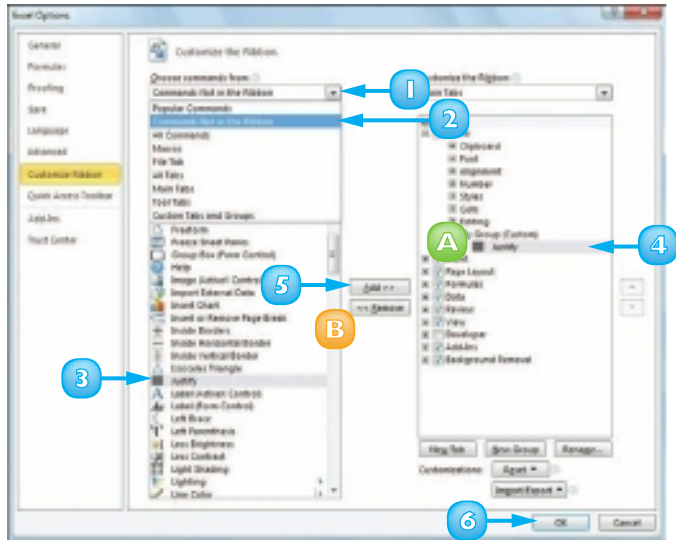 Excel Options
General
Formulas
Proofing
Save
Language
Advanced
Customize Ribbon
Quick Access Toolbar
Add-Ins
Trust Center
Customize the Ribbon.
Choose commands from:
Commands Not in the Ribbon
Popular Commands
Commands Not in the Ribbon
All Commands
Macros
File Tab
All Tabs
Main Tabs
Tool Tabs
Custom Tabs and Groups
Freeform
Freeze Sheet Panes
Group Box (Form Control)
Help
Image (ActiveX Control)
Import External Data
Insert Chart
Insert or Remove Page Break
Inside Borders
Inside Horizontal Border
Inside Vertical Border
Isosceles Triangle
Justify
Label (ActiveX Control)
Label (Form Control)
Left Brace
Left Parenthesis
Less Brightness
Less Contrast
Light Shading
Lighting
Line Color
Add >>
<< Remove
Customize the Ribbon:
Tabs
Clipboard
Font
Alignment
Number
Styles
Cells
Editing
Group (Custom)
Justify
Page Layout
Formulas
Data
Review
View
Developer
Add-Ins
Background Removal
New Tab
New Group
Rename...
Customizations:
Reset
Import/Export
OK
Cancel
1
2
3
4
5
6
A
B